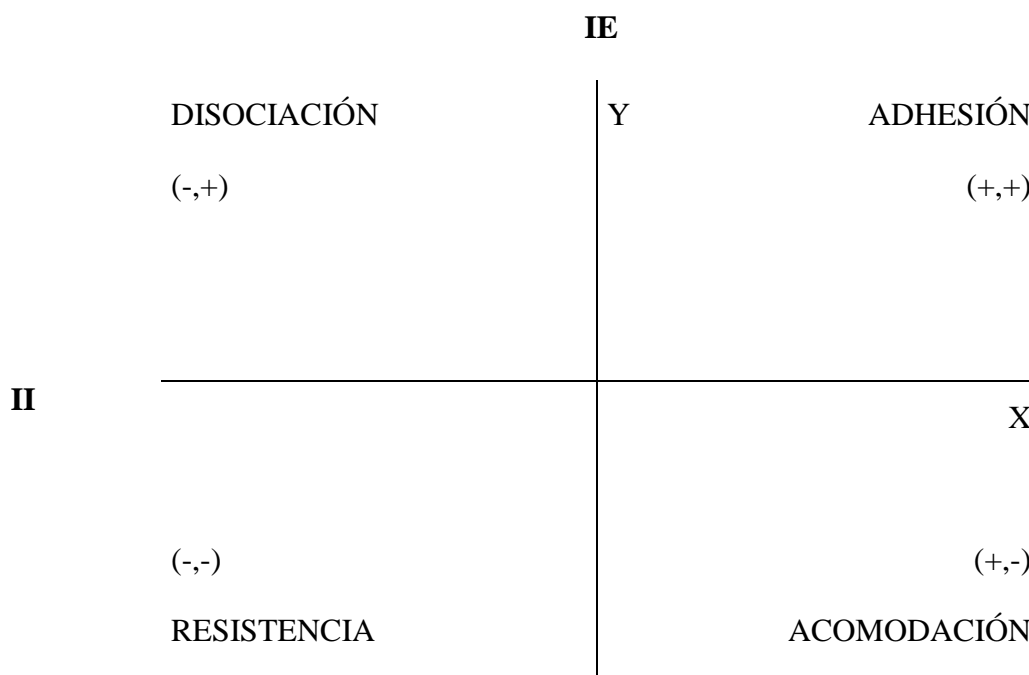 IE
DISOCIACIÓN Y ADHESIÓN
(-,+) (+,+)
II
X
(-,-) (+,-)
RESISTENCIA ACOMODACIÓN